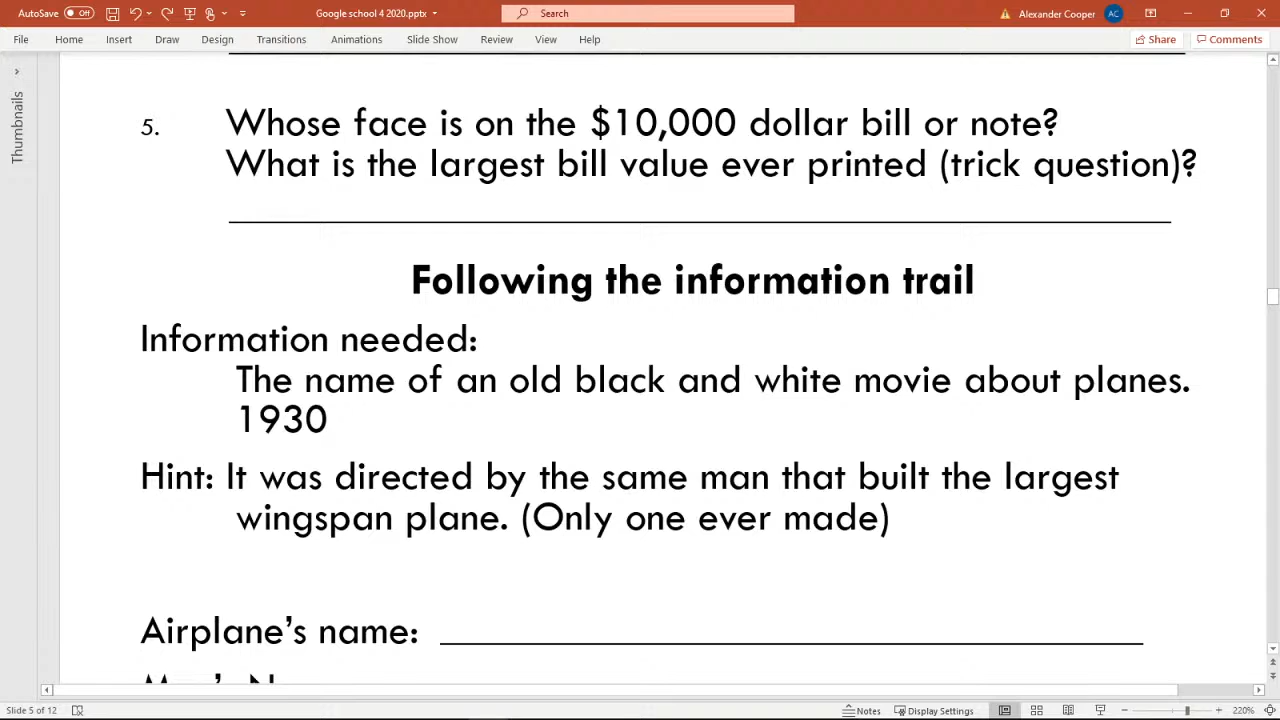 AutoSave Off Google school 4 2020.pptx Search Alexander Cooper AC
File Home Insert Draw Design Transitions Animations Slide Show Review View Help Share Comments
Thumbnails
5. Whose face is on the $10,000 dollar bill or note?
What is the largest bill value ever printed (trick question)?
Following the information trail
Information needed:
The name of an old black and white movie about planes.
1930
Hint: It was directed by the same man that built the largest
wingspan plane. (Only one ever made)
Airplane’s name:
Slide 5 of 12 Notes Display Settings 220%